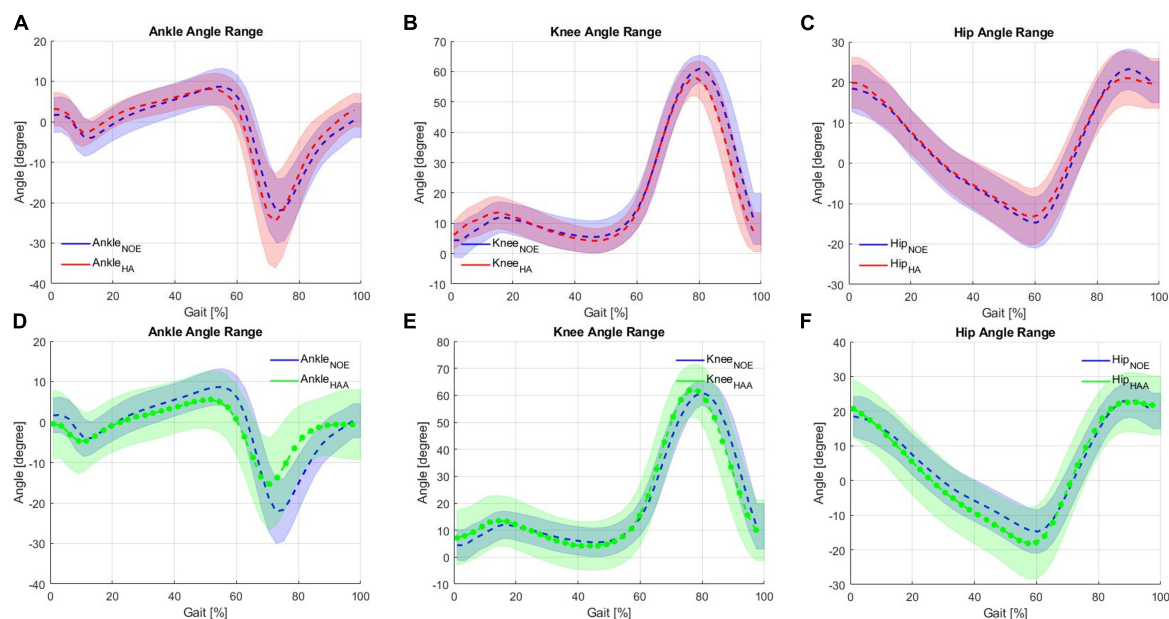 A
Ankle Angle Range
20
10
0
-10
-20
-30
-40
Angle [degree]
Ankle_NOE
Ankle_HA
0 20 40 60 80 100
Gait [%]
B
Knee Angle Range
70
60
50
40
30
20
10
0
-10
Angle [degree]
Knee_NOE
Knee_HA
0 20 40 60 80 100
Gait [%]
C
Hip Angle Range
30
20
10
0
-10
-20
-30
Angle [degree]
Hip_NOE
Hip_HA
0 20 40 60 80 100
Gait [%]
D
Ankle Angle Range
20
10
0
-10
-20
-30
-40
Angle [degree]
Ankle_NOE
Ankle_HAA
0 20 40 60 80 100
Gait [%]
E
Knee Angle Range
80
70
60
50
40
30
20
10
0
-10
Angle [degree]
Knee_NOE
Knee_HAA
0 20 40 60 80 100
Gait [%]
F
Hip Angle Range
40
30
20
10
0
-10
-20
-30
Angle [degree]
Hip_NOE
Hip_HAA
0 20 40 60 80 100
Gait [%]